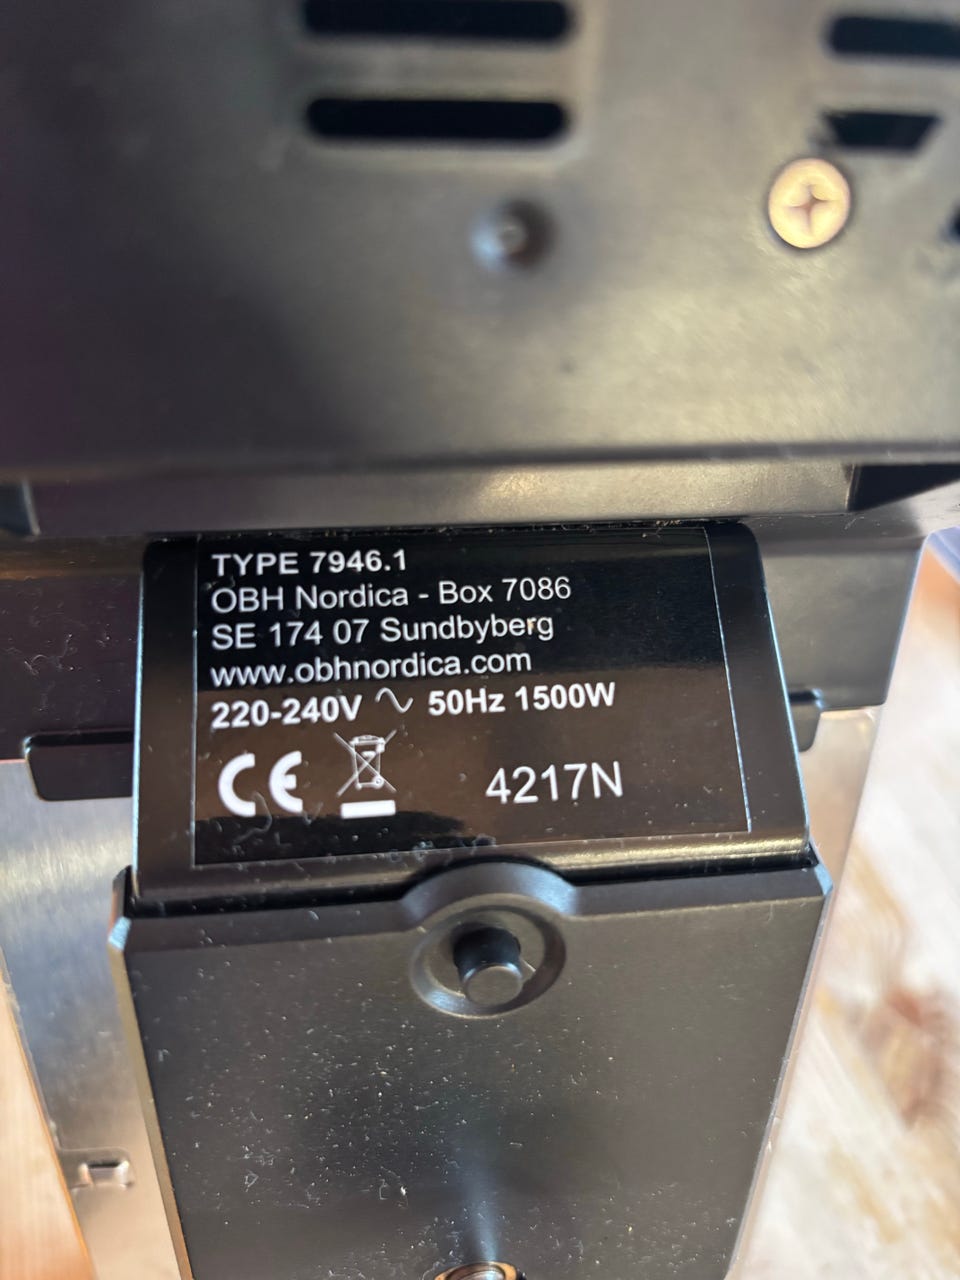 TYPE 7946.1
OBH Nordica - Box 7086
SE 174 07 Sundbyberg
www.obhnordica.com
220-240V ~ 50Hz 1500W
CE 4217N